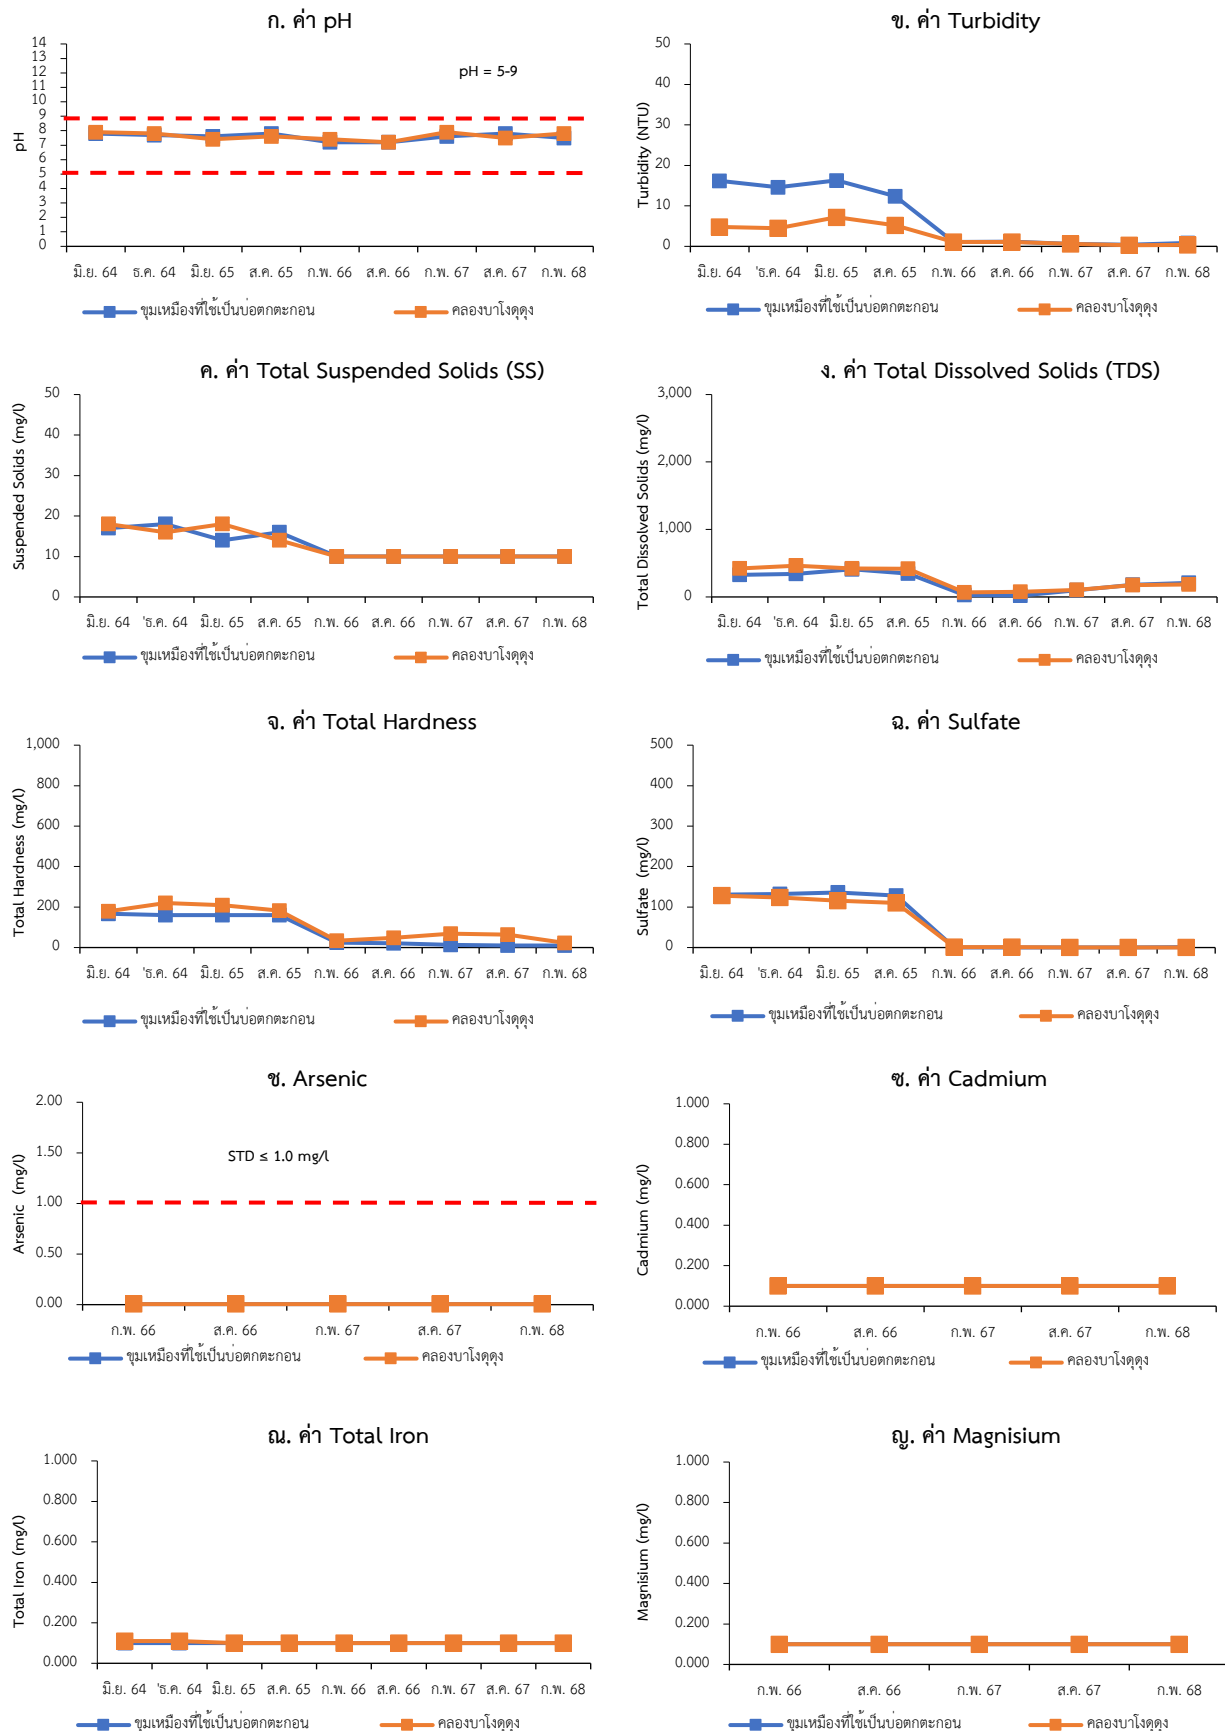 ก. ค่า pH
14
13
12
11
10
9
8
7
6
5
4
3
2
1
0
pH
pH = 5-9
มิ.ย. 64 ธ.ค. 64 มิ.ย. 65 ส.ค. 65 ก.พ. 66 ส.ค. 66 ก.พ. 67 ส.ค. 67 ก.พ. 68
ขุมเหมืองที่ใช้เป็นบ่อตกตะกอน คลองบาโงดุดุง
ข. ค่า Turbidity
50
40
30
20
10
0
Turbidity (NTU)
มิ.ย. 64 'ธ.ค. 64 มิ.ย. 65 ส.ค. 65 ก.พ. 66 ส.ค. 66 ก.พ. 67 ส.ค. 67 ก.พ. 68
ขุมเหมืองที่ใช้เป็นบ่อตกตะกอน คลองบาโงดุดุง
ค. ค่า Total Suspended Solids (SS)
50
40
30
20
10
0
Suspended Solids (mg/l)
มิ.ย. 64 'ธ.ค. 64 มิ.ย. 65 ส.ค. 65 ก.พ. 66 ส.ค. 66 ก.พ. 67 ส.ค. 67 ก.พ. 68
ขุมเหมืองที่ใช้เป็นบ่อตกตะกอน คลองบาโงดุดุง
ง. ค่า Total Dissolved Solids (TDS)
3,000
2,000
1,000
0
Total Dissolved Solids (mg/l)
มิ.ย. 64 'ธ.ค. 64 มิ.ย. 65 ส.ค. 65 ก.พ. 66 ส.ค. 66 ก.พ. 67 ส.ค. 67 ก.พ. 68
ขุมเหมืองที่ใช้เป็นบ่อตกตะกอน คลองบาโงดุดุง
จ. ค่า Total Hardness
1,000
800
600
400
200
0
Total Hardness (mg/l)
มิ.ย. 64 'ธ.ค. 64 มิ.ย. 65 ส.ค. 65 ก.พ. 66 ส.ค. 66 ก.พ. 67 ส.ค. 67 ก.พ. 68
ขุมเหมืองที่ใช้เป็นบ่อตกตะกอน คลองบาโงดุดุง
ฉ. ค่า Sulfate
500
400
300
200
100
0
Sulfate (mg/l)
มิ.ย. 64 'ธ.ค. 64 มิ.ย. 65 ส.ค. 65 ก.พ. 66 ส.ค. 66 ก.พ. 67 ส.ค. 67 ก.พ. 68
ขุมเหมืองที่ใช้เป็นบ่อตกตะกอน คลองบาโงดุดุง
ช. Arsenic
2.00
1.50
1.00
0.50
0.00
Arsenic (mg/l)
STD ≤ 1.0 mg/l
ก.พ. 66 ส.ค. 66 ก.พ. 67 ส.ค. 67 ก.พ. 68
ขุมเหมืองที่ใช้เป็นบ่อตกตะกอน คลองบาโงดุดุง
ซ. ค่า Cadmium
1.000
0.800
0.600
0.400
0.200
0.000
Cadmium (mg/l)
ก.พ. 66 ส.ค. 66 ก.พ. 67 ส.ค. 67 ก.พ. 68
ขุมเหมืองที่ใช้เป็นบ่อตกตะกอน คลองบาโงดุดุง
ณ. ค่า Total Iron
1.000
0.800
0.600
0.400
0.200
0.000
Total Iron (mg/l)
มิ.ย. 64 'ธ.ค. 64 มิ.ย. 65 ส.ค. 65 ก.พ. 66 ส.ค. 66 ก.พ. 67 ส.ค. 67 ก.พ. 68
ขุมเหมืองที่ใช้เป็นบ่อตกตะกอน คลองบาโงดุดุง
ญ. ค่า Magnisium
1.000
0.800
0.600
0.400
0.200
0.000
Magnisium (mg/l)
ก.พ. 66 ส.ค. 66 ก.พ. 67 ส.ค. 67 ก.พ. 68
ขุมเหมืองที่ใช้เป็นบ่อตกตะกอน คลองบาโงดุดุง